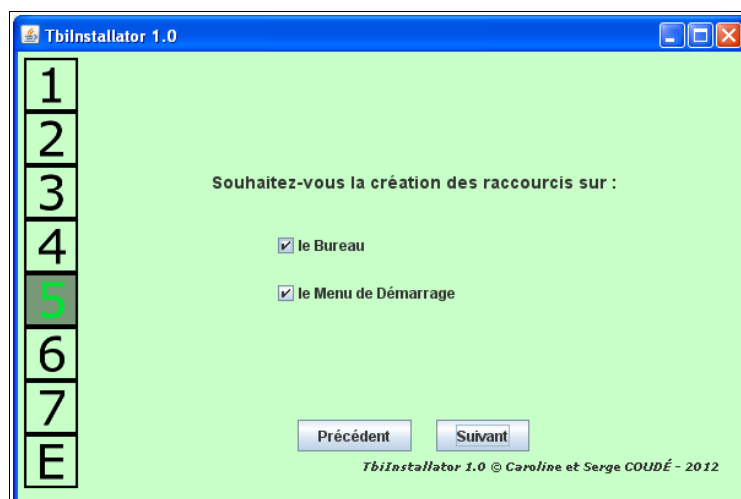 TbiInstallator 1.0
1
2
3
4
5
6
7
E
Souhaitez-vous la création des raccourcis sur :
le Bureau
le Menu de Démarrage
Précédent Suivant
TbiInstallator 1.0 © Caroline et Serge COUDÉ - 2012